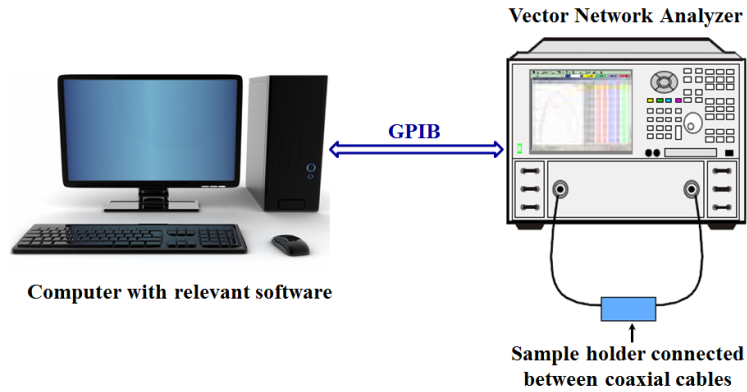 Vector Network Analyzer
GPIB
Computer with relevant software
Sample holder connected
between coaxial cables